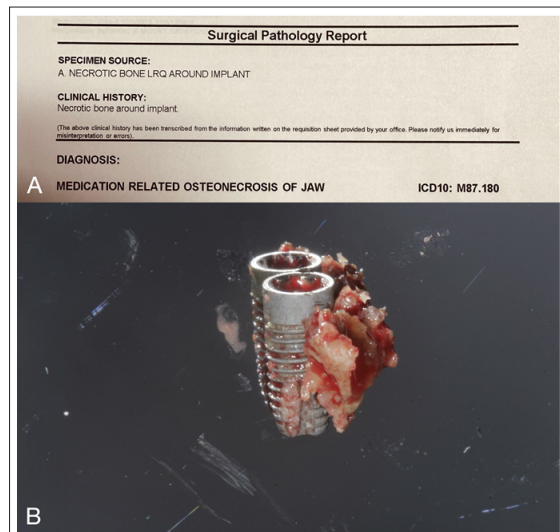 Surgical Pathology Report
SPECIMEN SOURCE:
A. NECROTIC BONE LRQ AROUND IMPLANT
CLINICAL HISTORY:
Necrotic bone around implant.
(The above clinical history has been transcribed from the information written on the requisition sheet provided by your office. Please notify us immediately for
misinterpretation or errors).
DIAGNOSIS:
MEDICATION RELATED OSTEONECROSIS OF JAW ICD10: M87.180
A
B